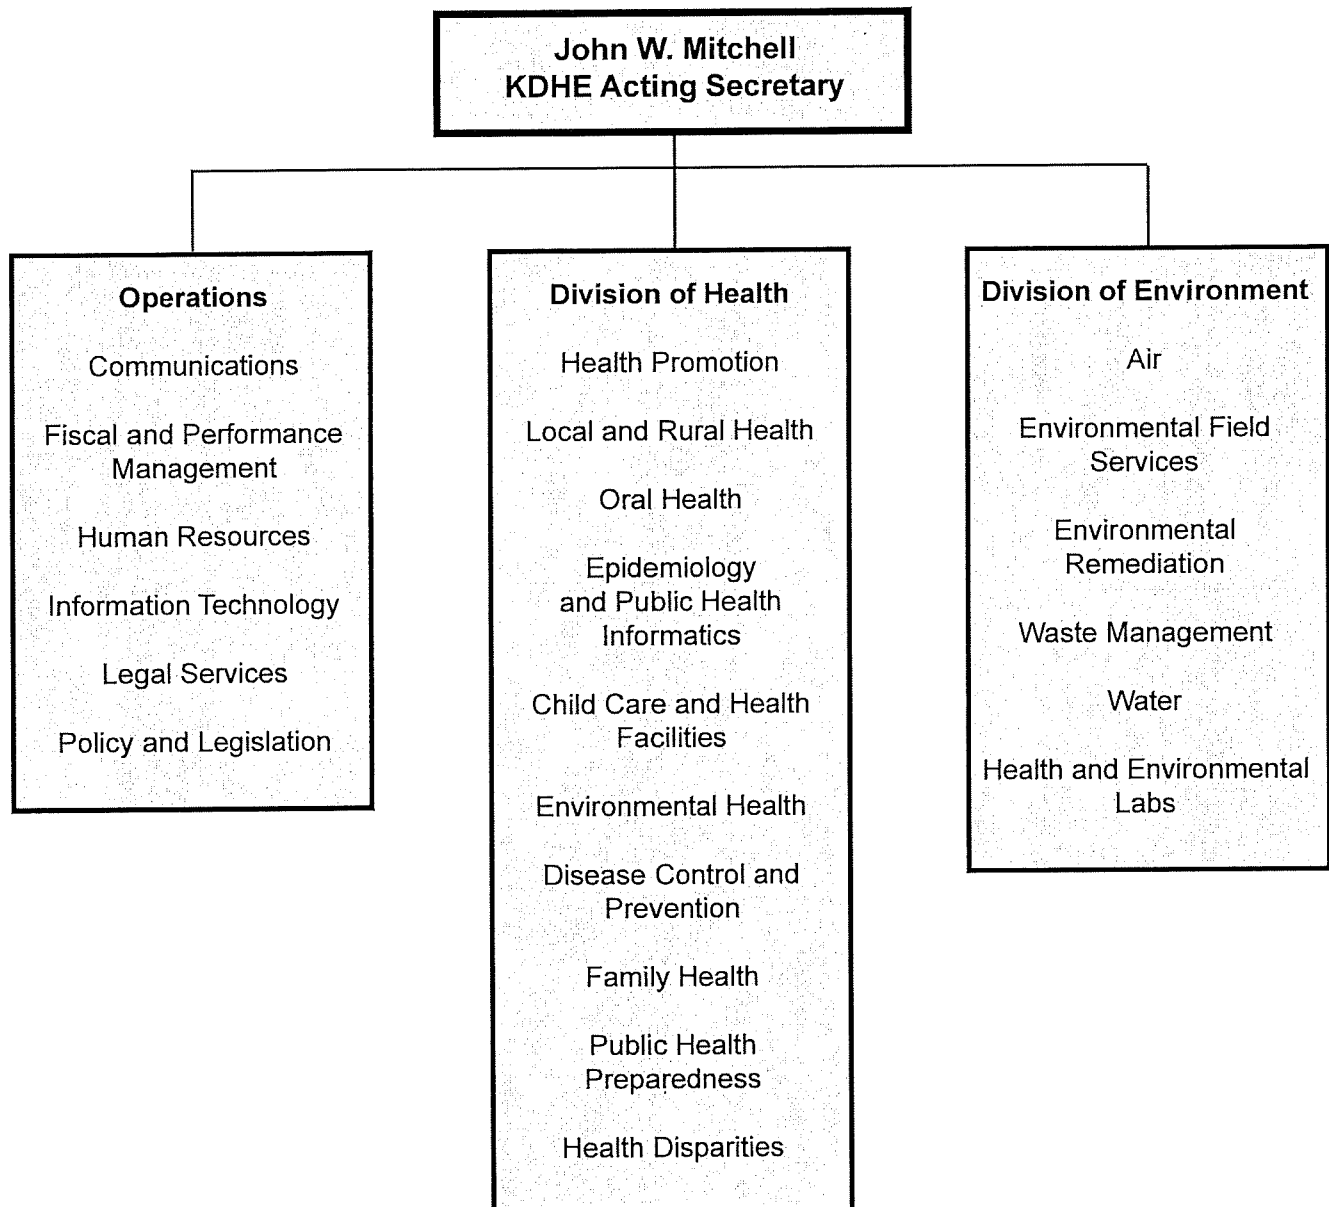 John W. Mitchell
KDHE Acting Secretary
Operations
Communications
Fiscal and Performance
Management
Human Resources
Information Technology
Legal Services
Policy and Legislation
Division of Health
Health Promotion
Local and Rural Health
Oral Health
Epidemiology
and Public Health
Informatics
Child Care and Health
Facilities
Environmental Health
Disease Control and
Prevention
Family Health
Public Health
Preparedness
Health Disparities
Division of Environment
Air
Environmental Field
Services
Environmental
Remediation
Waste Management
Water
Health and Environmental
Labs